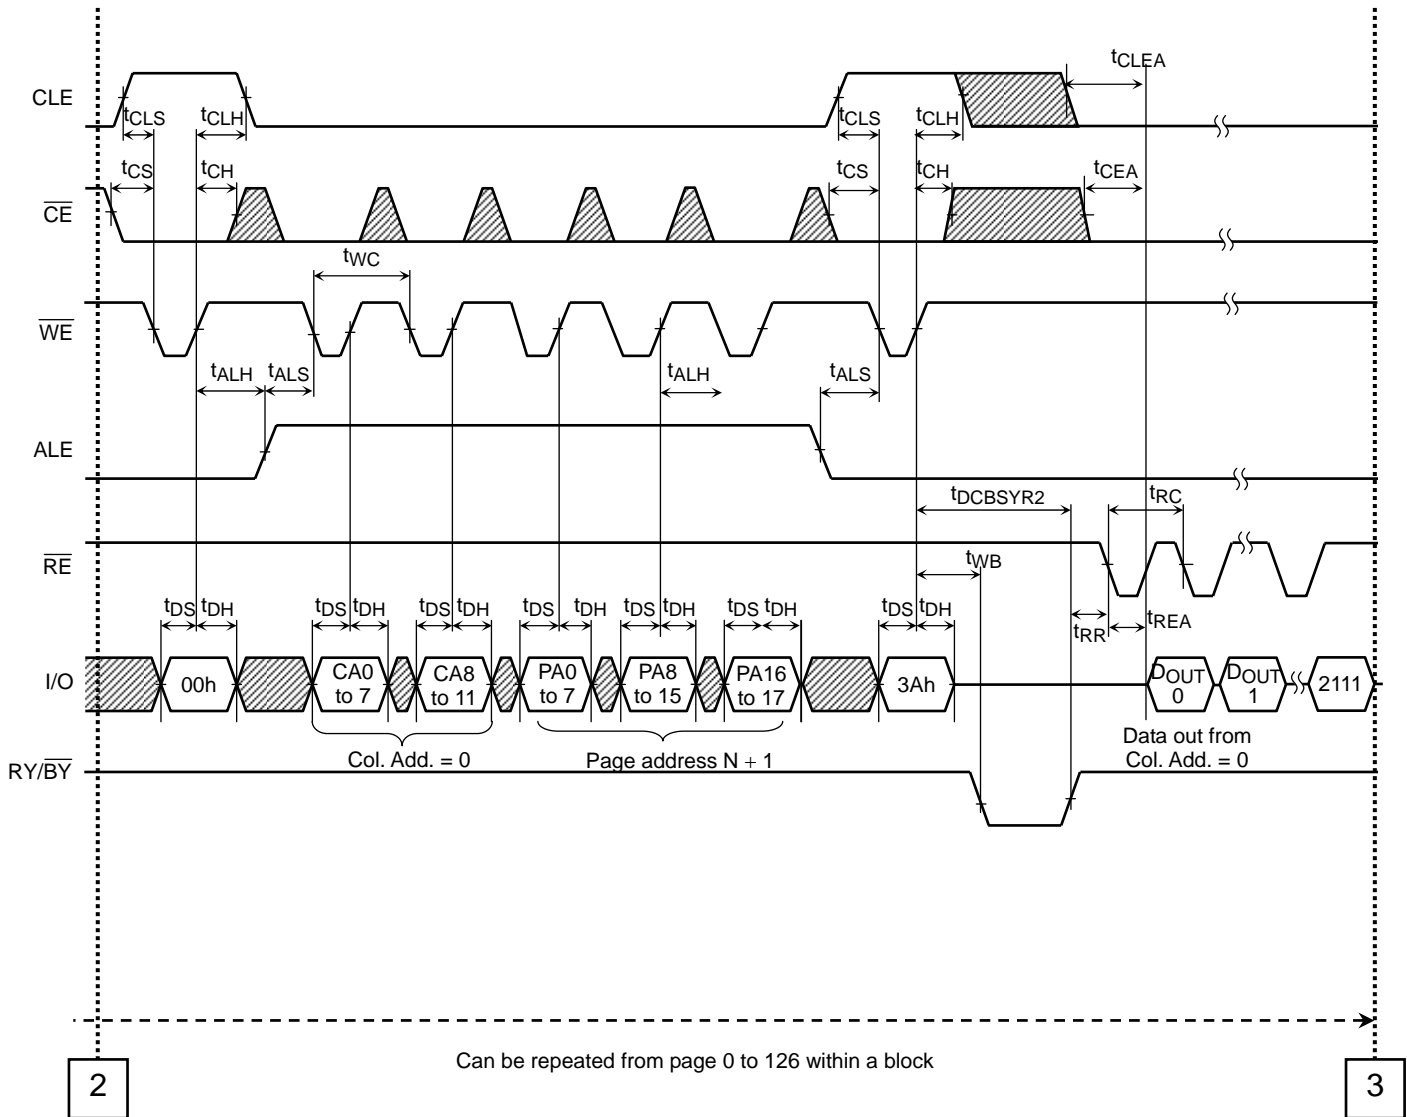 tCLEA
CLE
tCLS
tCLH
tCLS
tCLH
tCS
tCH
tCS
tCH
tCEA
CE
tWC
WE
tALH
tALS
tALH
tALS
ALE
tDCBSYR2
tRC
RE
tWB
tDS
tDH
tDS
tDH
tDS
tDH
tDS
tDH
tDS
tDH
tDS
tDH
tDS
tDH
tRR
tREA
I/O
00h
CA0
to 7
CA8
to 11
PA0
to 7
PA8
to 15
PA16
to 17
3Ah
DOUT
0
DOUT
1
2111
Col. Add. = 0
Page address N + 1
Data out from
Col. Add. = 0
RY/BY
Can be repeated from page 0 to 126 within a block
2
3